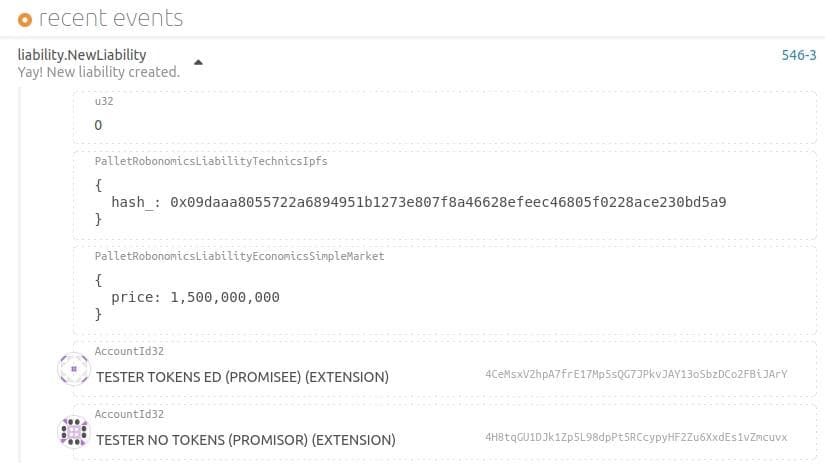 recent events
liability.NewLiability
546-3
Yay! New liability created.
u32
0
PalletRobonomicsLiabilityTechnicsIpfs
{
hash_: 0x09daaa8055722a6894951b1273e807f8a46628efeec46805f0228ace230bd5a9
}
PalletRobonomicsLiabilityEconomicsSimpleMarket
{
price: 1,500,000,000
}
AccountId32
TESTER TOKENS ED (PROMISEE) (EXTENSION)
4CeMsxV2hpA7frE17Mp5sQG7JPkvJAY13oSbzDCo2FBiJArY
AccountId32
TESTER NO TOKENS (PROMISOR) (EXTENSION)
4H8tqGU1DJk1Zp5L98dpPt5RCcypyHF2Zu6XxdEs1vZmcuvx